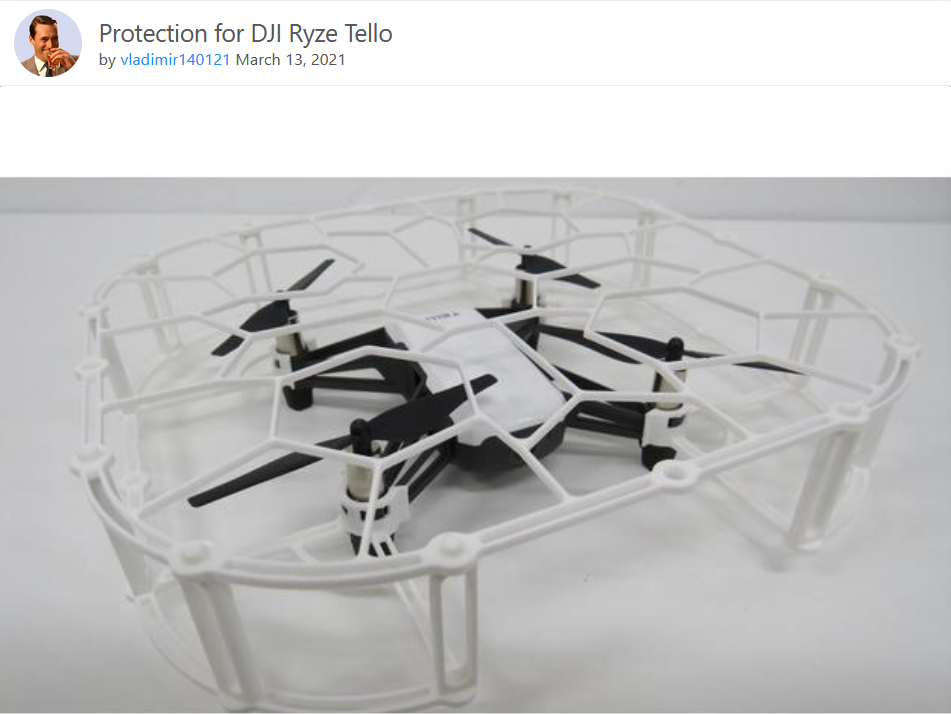 Protection for DJI Ryze Tello
by vladimir140121 March 13, 2021